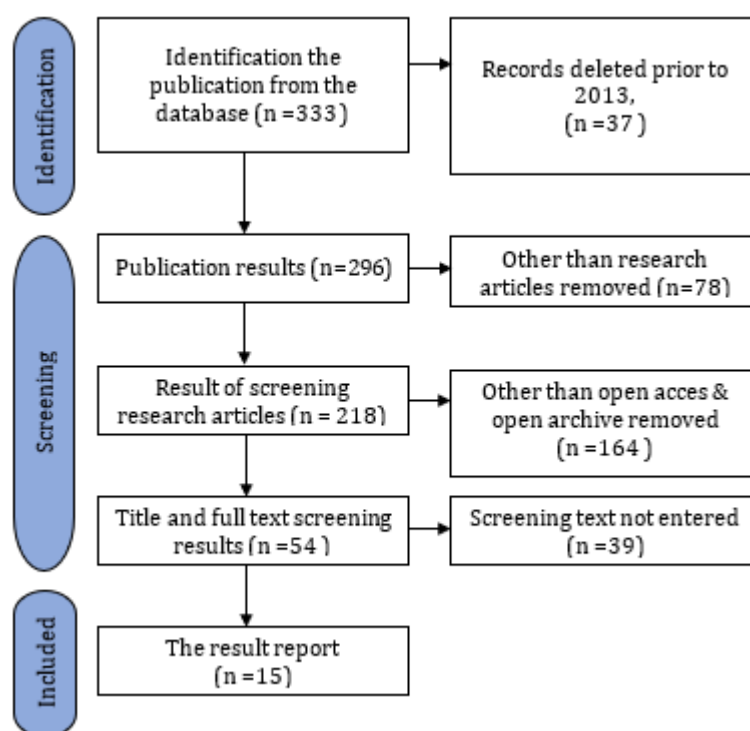 Identification
Identification the
publication from the
database (n =333)
Records deleted prior to
2013,
(n =37 )
Screening
Publication results (n=296)
Other than research
articles removed (n=78)
Result of screening
research articles (n = 218)
Other than open acces &
open archive removed
(n =164 )
Title and full text screening
results (n =54 )
Screening text not entered
(n =39)
Included
The result report
(n =15)